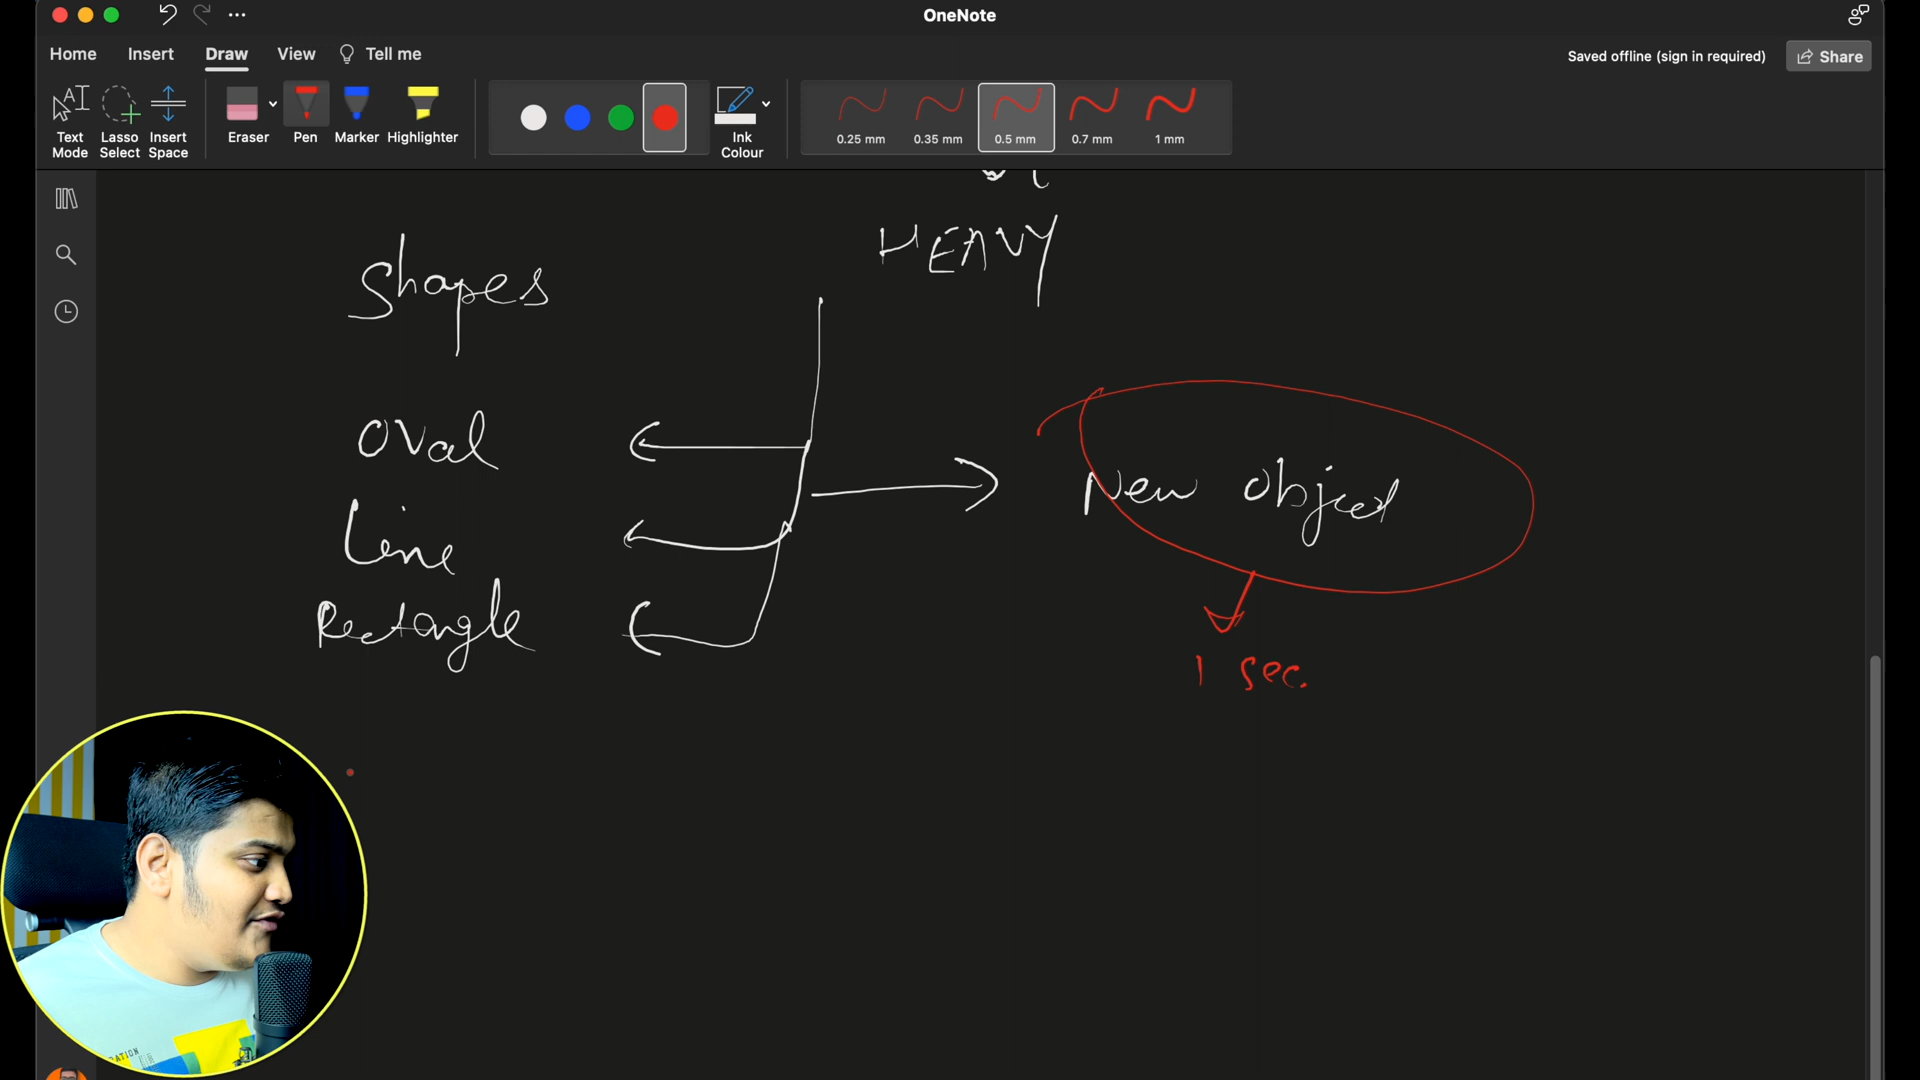 OneNote
Home Insert Draw View Tell me
Saved offline (sign in required) Share
Text Mode
Lasso Select
Insert Space
Eraser
Pen
Marker
Highlighter
Ink Colour
0.25 mm
0.35 mm
0.5 mm
0.7 mm
1 mm
HEAVY
Shapes
Oval
New object
Line
Rectangle
1 sec.